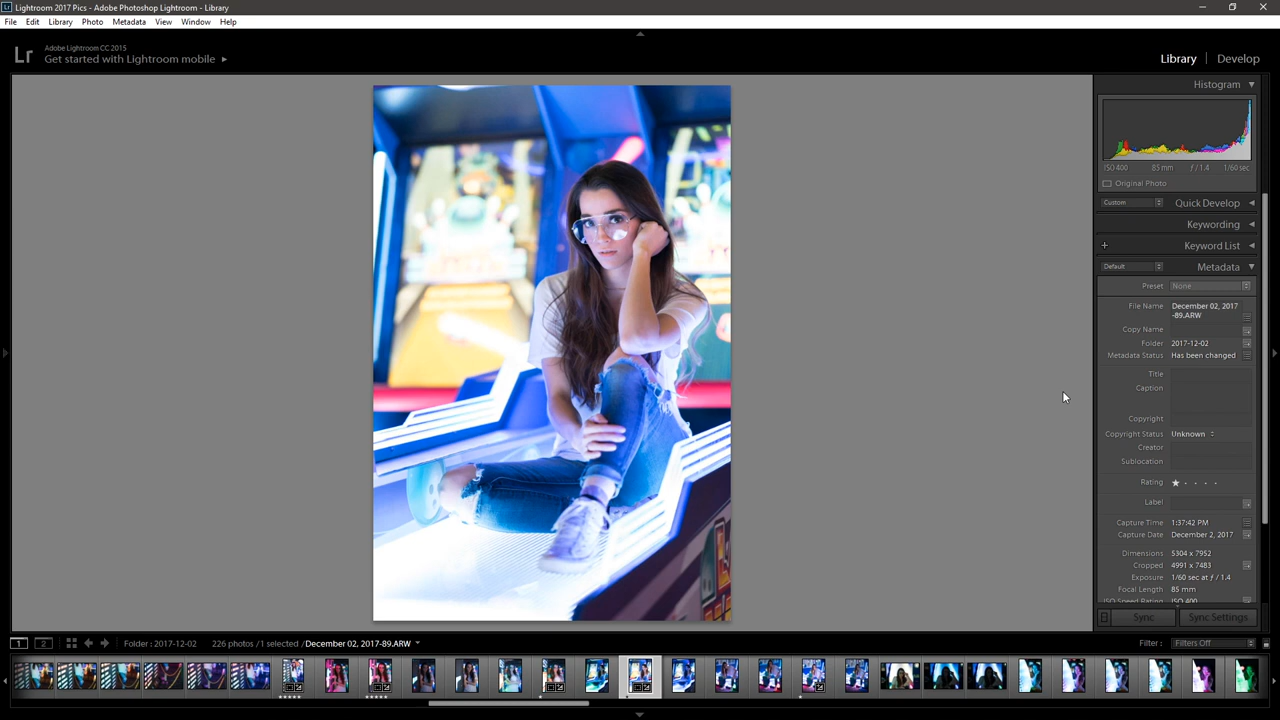 Lightroom 2017 Pics - Adobe Photoshop Lightroom - Library
File Edit Library Photo Metadata View Window Help
Lr
Adobe Lightroom CC 2015
Get started with Lightroom mobile
Library | Develop
Histogram
ISO 400 85 mm ƒ / 1.4 1/60 sec
Original Photo
Custom Quick Develop
Keywording
+ Keyword List
Default Metadata
Preset None
File Name December 02, 2017
-89.ARW
Copy Name
Folder 2017-12-02
Metadata Status Has been changed
Title
Caption
Copyright
Copyright Status Unknown
Creator
Sublocation
Rating ★ · · · ·
Label
Capture Time 1:37:42 PM
Capture Date December 2, 2017
Dimensions 5304 x 7952
Cropped 4991 x 7483
Exposure 1/60 sec at ƒ / 1.4
Focal Length 85 mm
ISO Speed Rating ISO 400
Sync Sync Settings
1 2 Folder : 2017-12-02 226 photos / 1 selected / December 02, 2017-89.ARW Filter : Filters Off